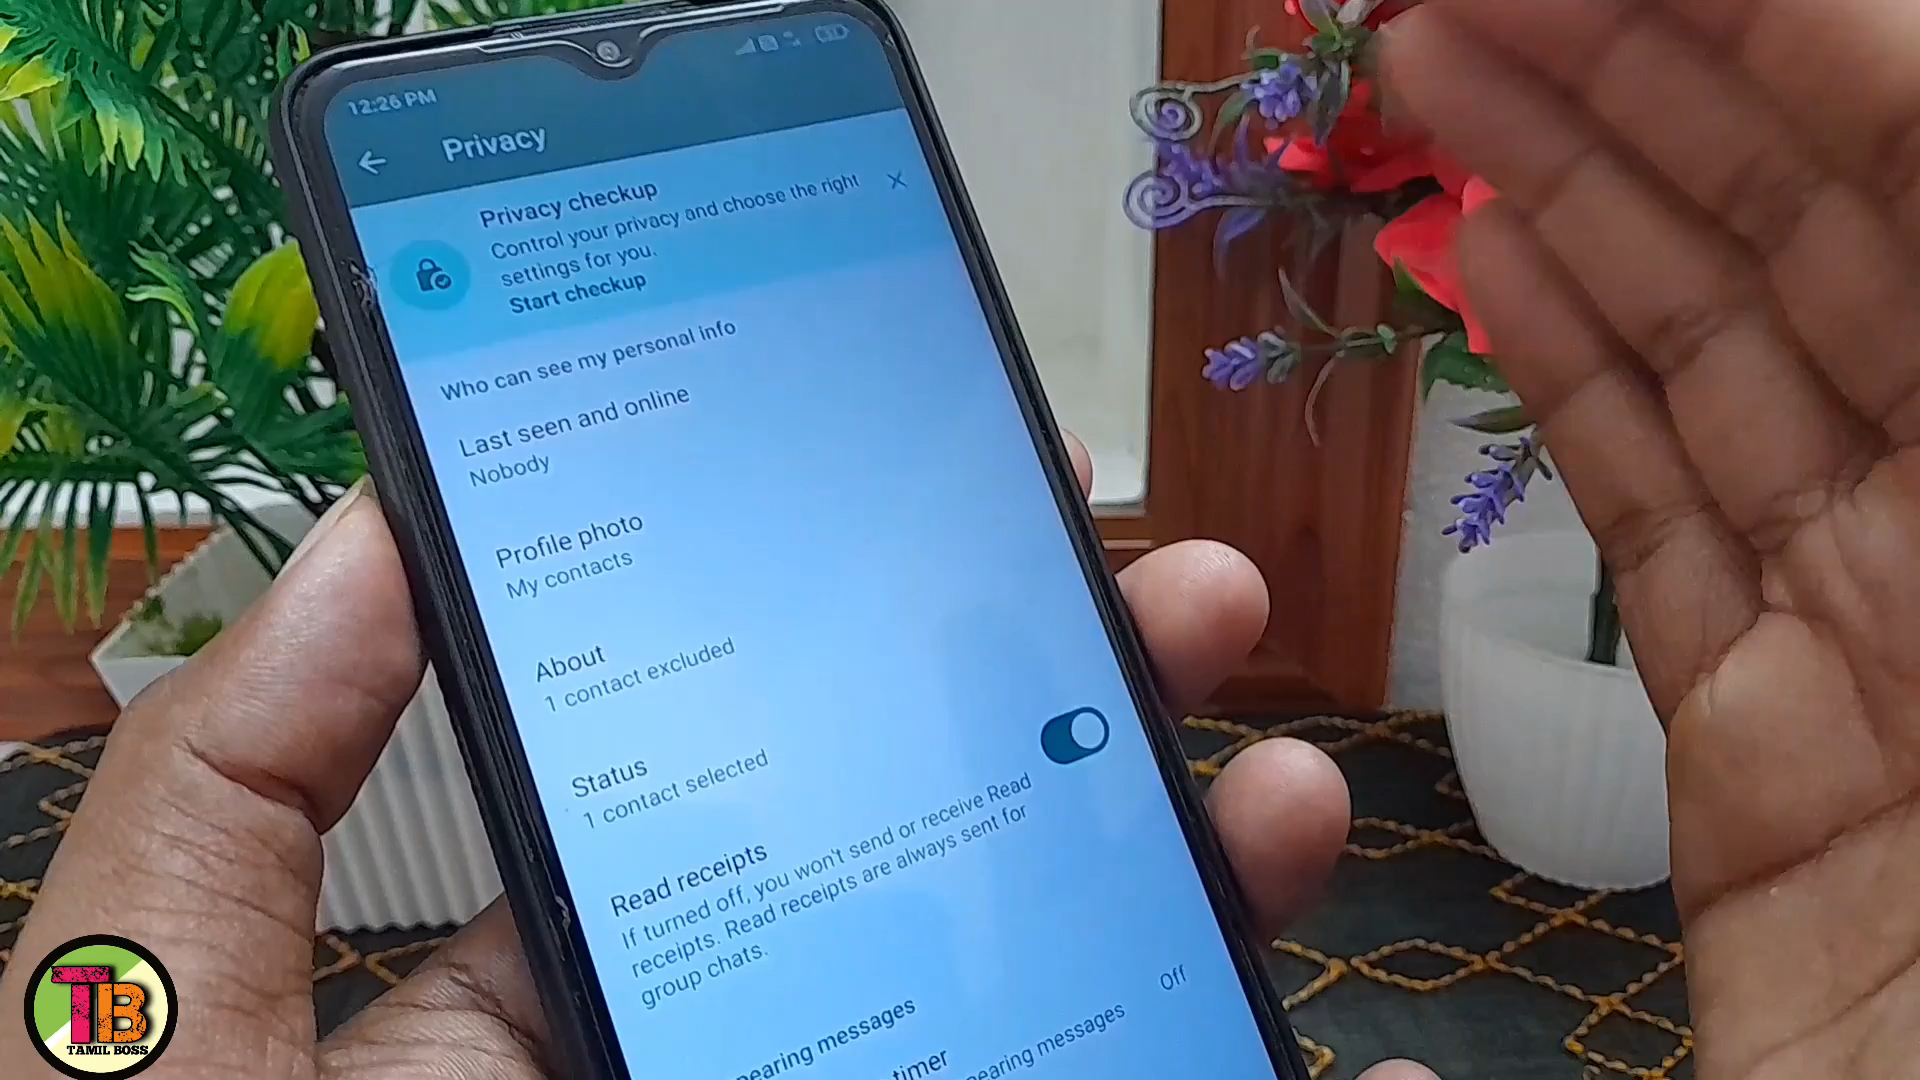 12:26 PM
Privacy
Privacy checkup
Control your privacy and choose the right
settings for you.
Start checkup
Who can see my personal info
Last seen and online
Nobody
Profile photo
My contacts
About
1 contact excluded
Status
1 contact selected
Read receipts
If turned off, you won't send or receive Read
receipts. Read receipts are always sent for
group chats.
messages
timer
Off
messages
TB
TAMIL BOSS